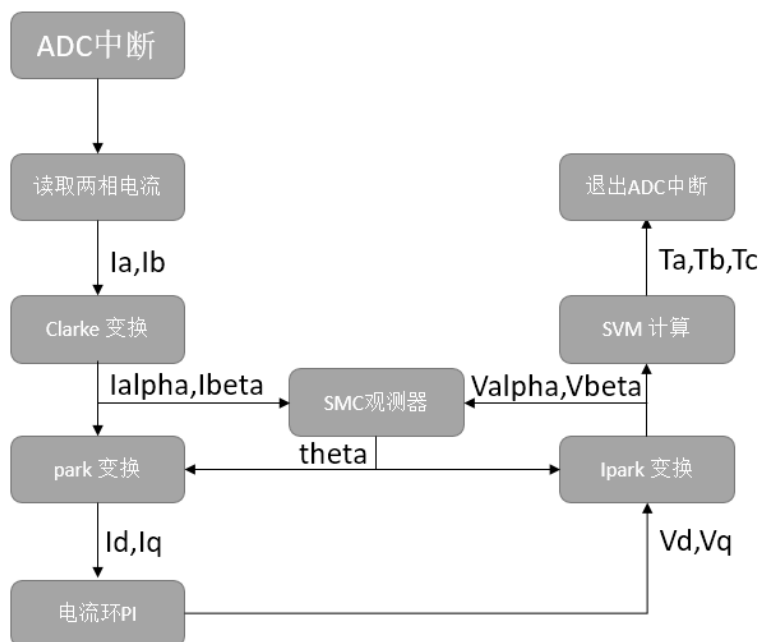 ADC中断
读取两相电流
退出ADC中断
Ia,Ib
Ta,Tb,Tc
Clarke 变换
SVM 计算
Ialpha,Ibeta
SMC观测器
Valpha,Vbeta
theta
park 变换
Ipark 变换
Id,Iq
Vd,Vq
电流环PI